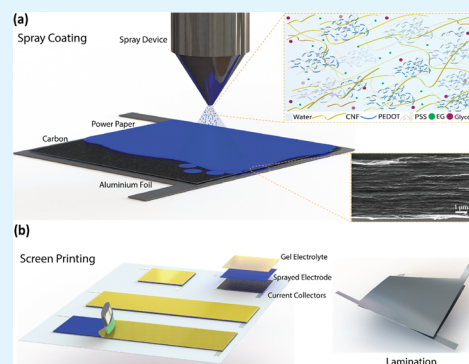 (a)
Spray Coating
Spray Device
Water CNF PEDOT PSS EG
Power Paper
Carbon
Aluminium Foil
1 µm
(b)
Screen Printing
Gel Electrolyte
Sprayed Electrode
Current Collectors
Lamination